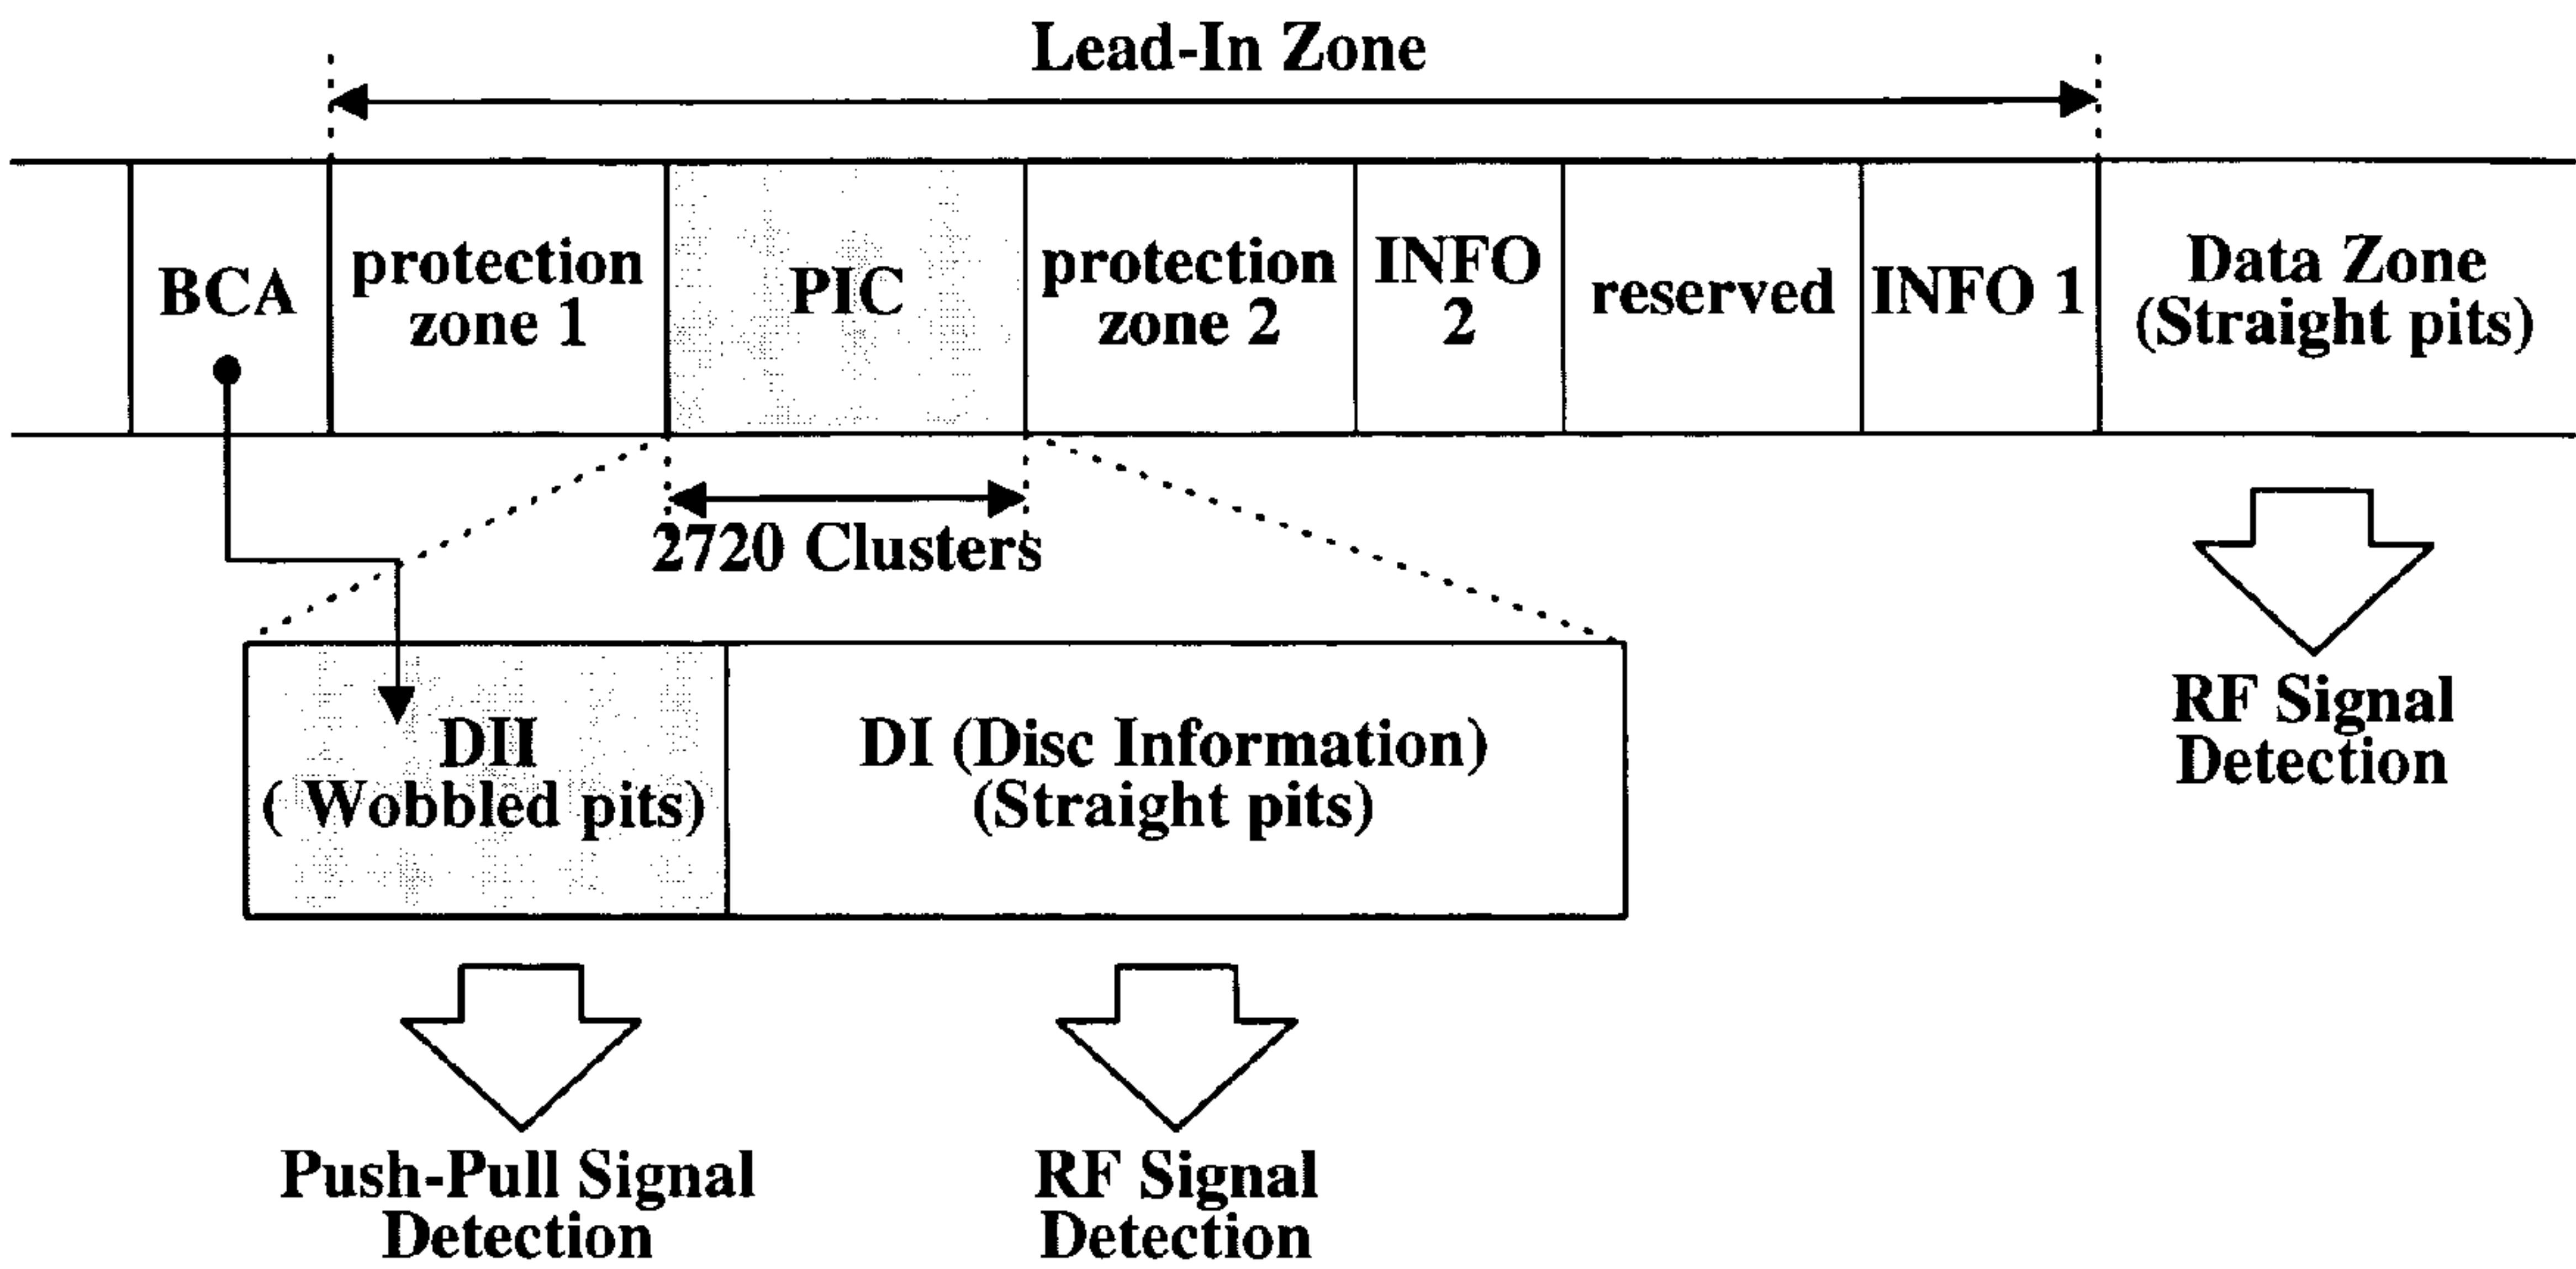 Lead-In Zone
BCA
protection
zone 1
PIC
protection
zone 2
INFO
2
reserved
INFO 1
Data Zone
(Straight pits)
2720 Clusters
DII
( Wobbled pits)
DI (Disc Information)
(Straight pits)
RF Signal
Detection
Push-Pull Signal
Detection
RF Signal
Detection